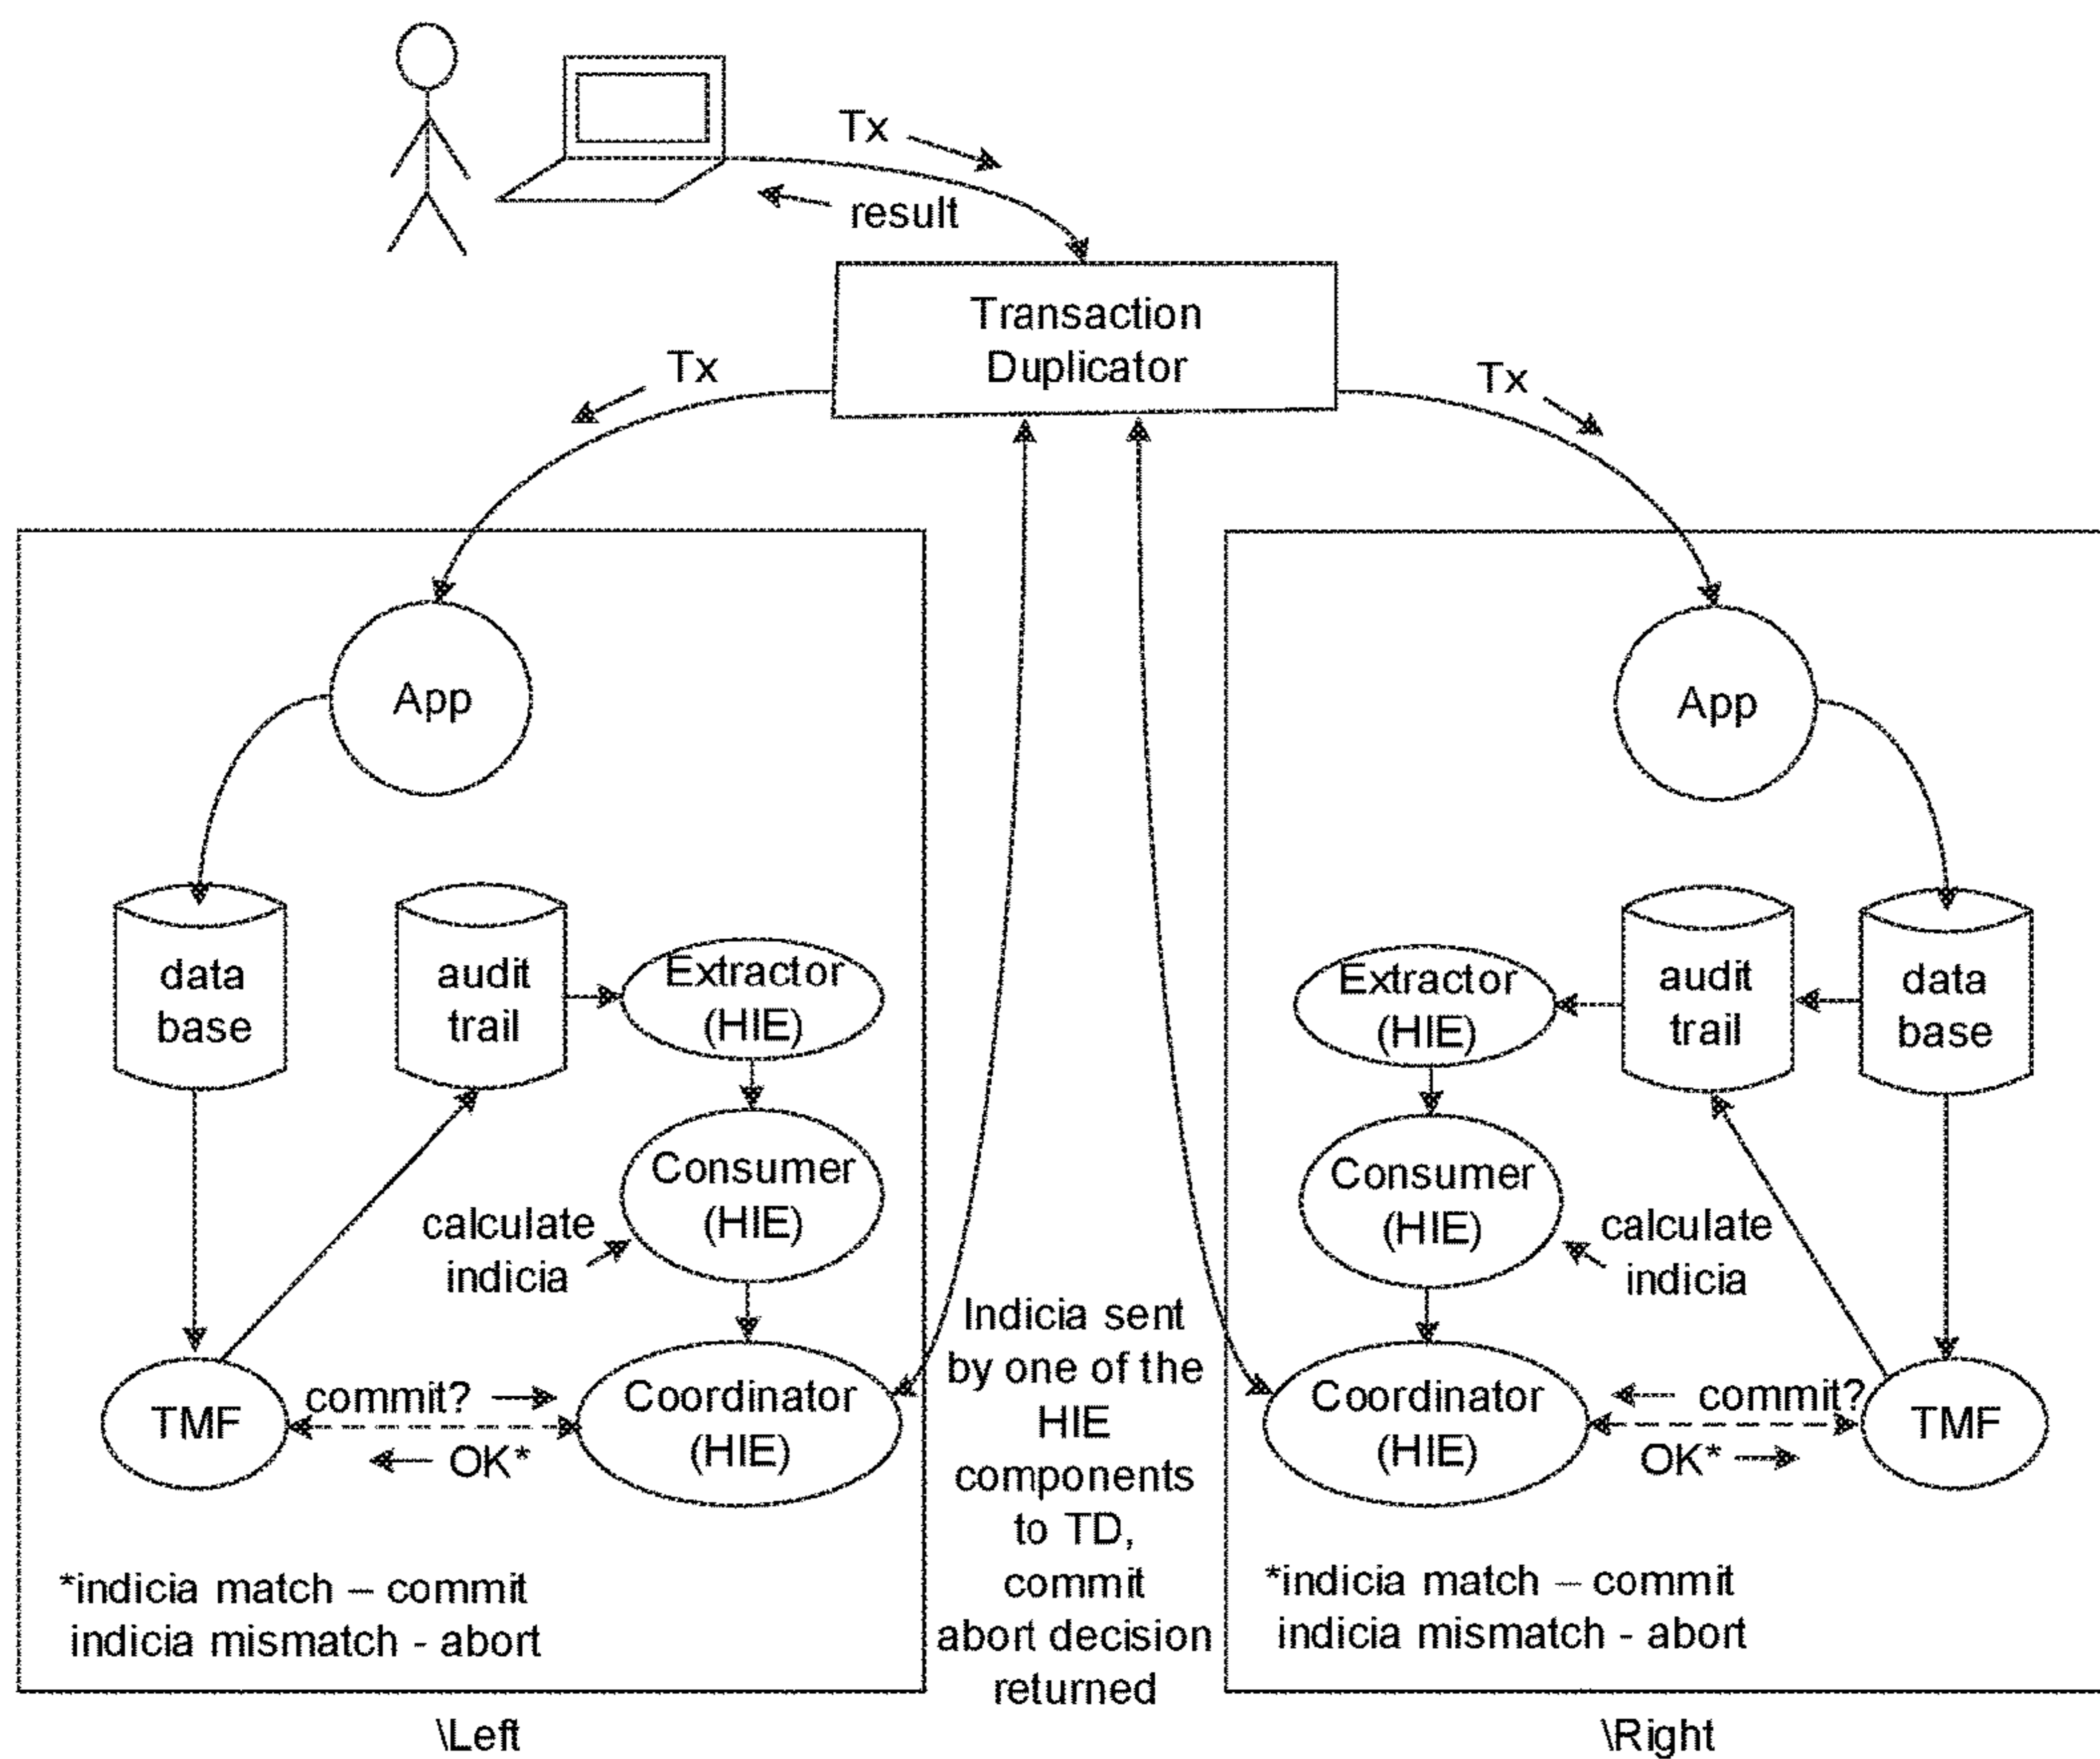 Tx
result
Transaction
Duplicator
Tx
Tx
App
data
base
audit
trail
Extractor
(HIE)
Consumer
(HIE)
calculate
indicia
TMF
commit?
OK*
Coordinator
(HIE)
*indicia match – commit
indicia mismatch - abort
\Left
Indicia sent
by one of the
HIE
components
to TD,
commit
abort decision
returned
App
Extractor
(HIE)
audit
trail
data
base
Consumer
(HIE)
calculate
indicia
Coordinator
(HIE)
commit?
OK*
TMF
*indicia match – commit
indicia mismatch - abort
\Right